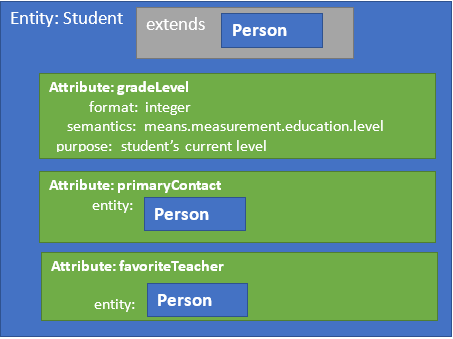 Entity: Student extends Person
Attribute: gradeLevel
format: integer
semantics: means.measurement.education.level
purpose: student's current level
Attribute: primaryContact
entity: Person
Attribute: favoriteTeacher
entity: Person